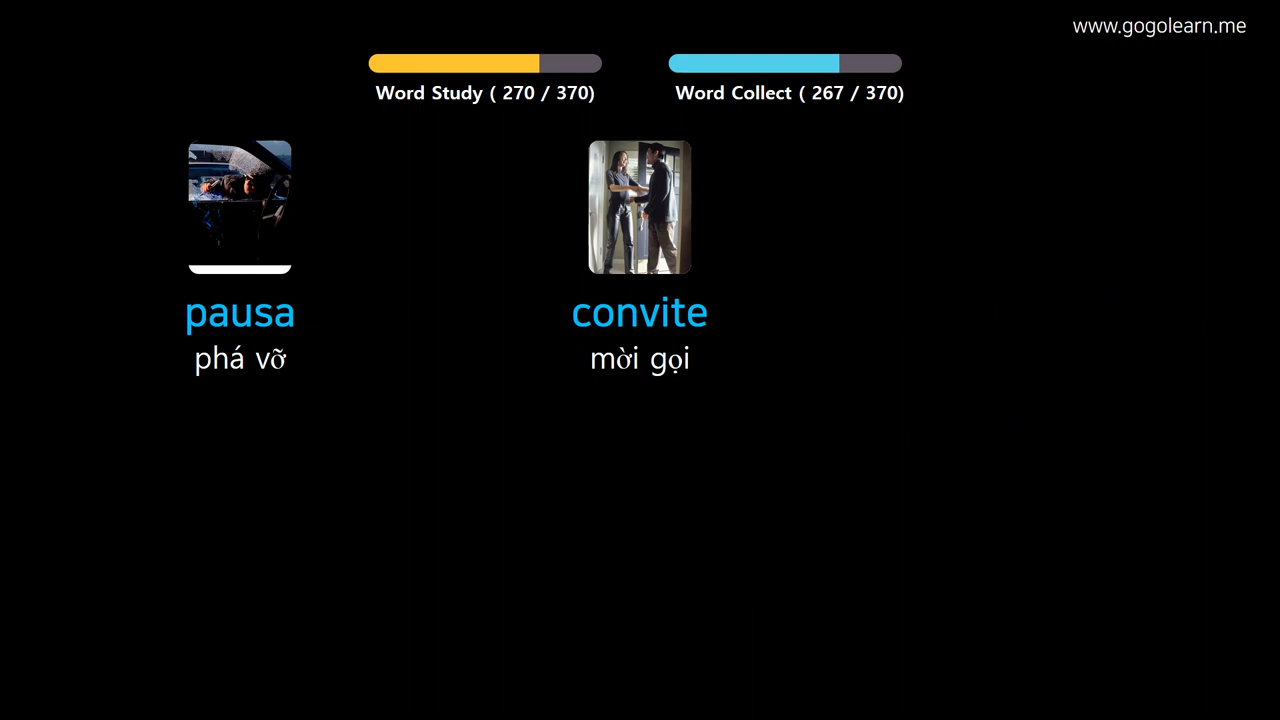 www.gogolearn.me
Word Study ( 270 / 370)
Word Collect ( 267 / 370)
pausa
phá vỡ
convite
mời gọi